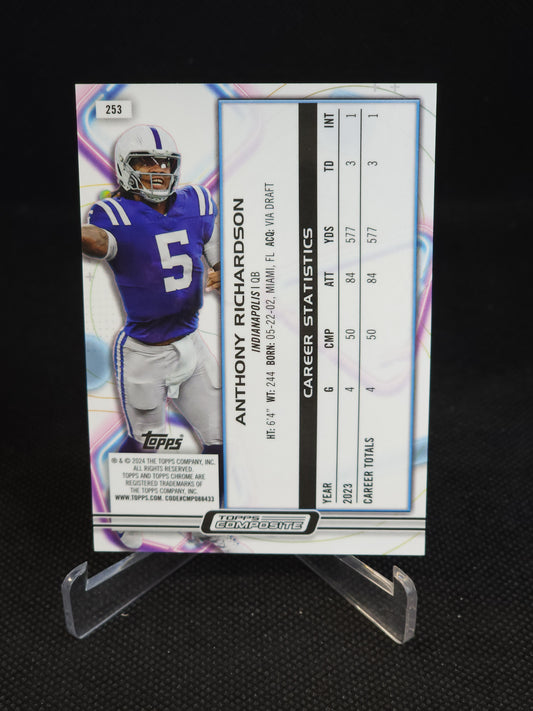 253
5
ANTHONY RICHARDSON
INDIANAPOLIS | QB
HT: 6'4" WT: 244 BORN: 05-22-02, MIAMI, FL ACQ: VIA DRAFT
CAREER STATISTICS
YEAR G CMP ATT YDS TD INT
2023 4 50 84 577 3 1
CAREER TOTALS 4 50 84 577 3 1
Topps
® & © 2024 THE TOPPS COMPANY, INC.
ALL RIGHTS RESERVED.
TOPPS AND TOPPS CHROME ARE
REGISTERED TRADEMARKS OF
THE TOPPS COMPANY, INC.
WWW.TOPPS.COM. CODE#CMP086433
TOPPS
COMPOSITE